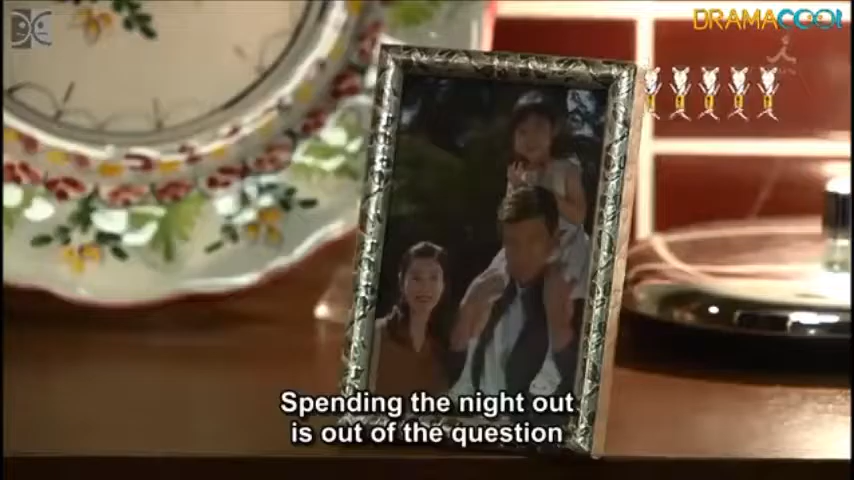 DRAMACOOL
Spending the night out
is out of the question